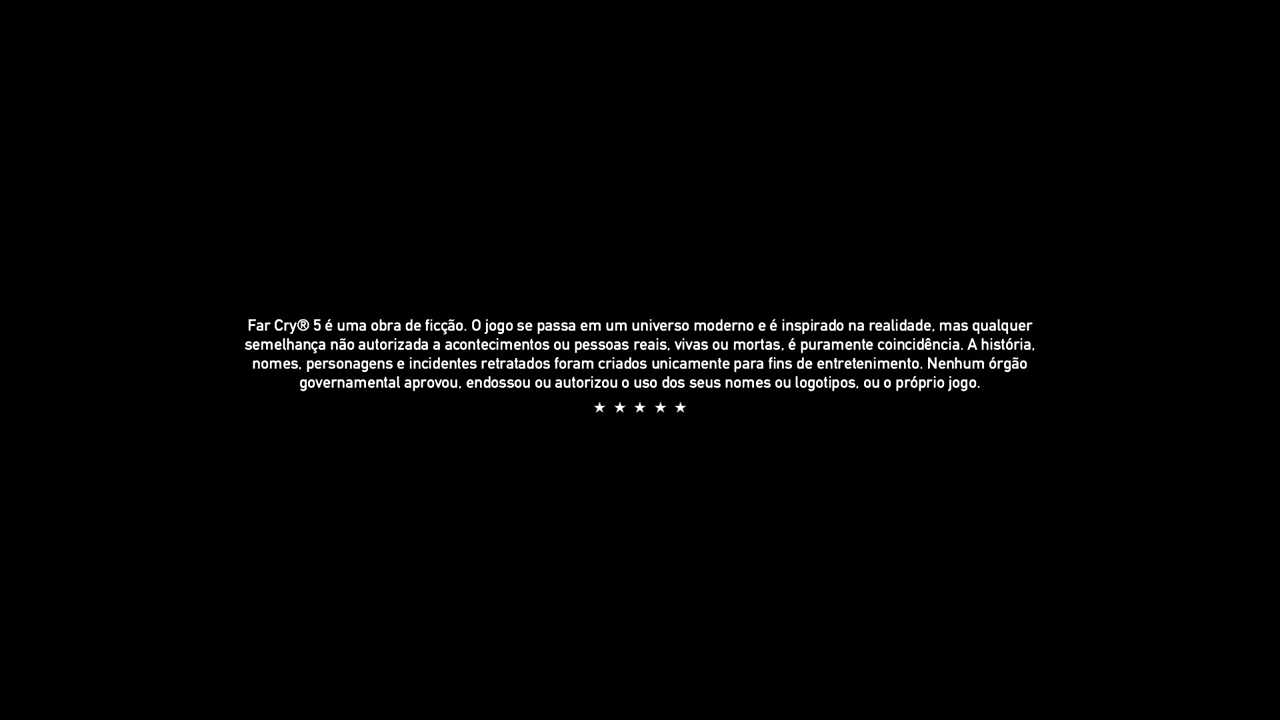 Far Cry® 5 é uma obra de ficção. O jogo se passa em um universo moderno e é inspirado na realidade, mas qualquer
semelhança não autorizada a acontecimentos ou pessoas reais, vivas ou mortas, é puramente coincidência. A história,
nomes, personagens e incidentes retratados foram criados unicamente para fins de entretenimento. Nenhum órgão
governamental aprovou, endossou ou autorizou o uso dos seus nomes ou logotipos, ou o próprio jogo.
★ ★ ★ ★ ★